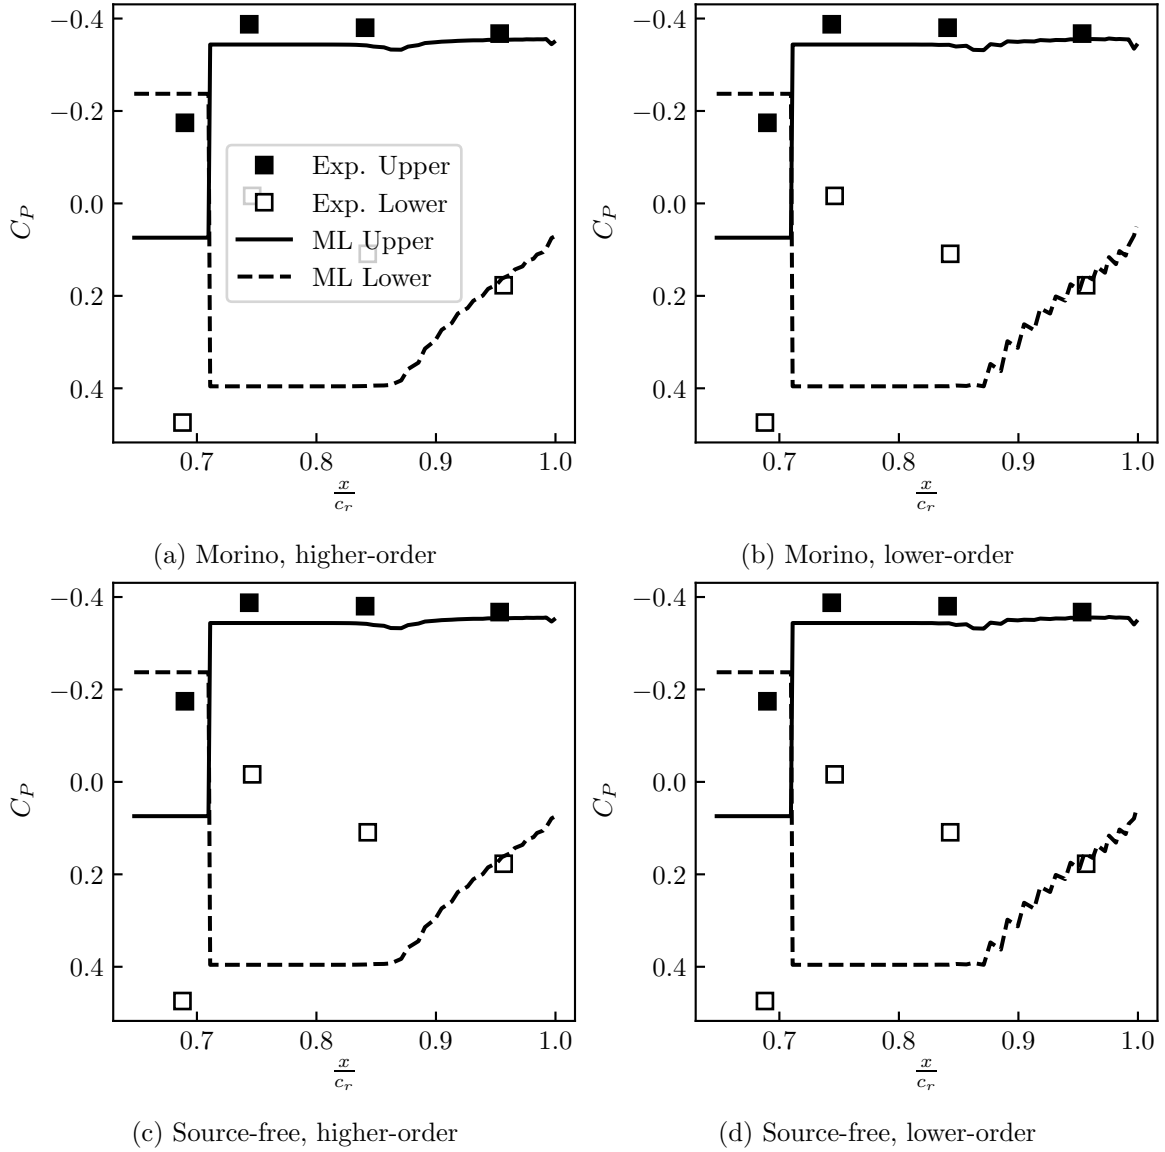 −0.4
−0.2
0.0
0.2
0.4
C_P
Exp. Upper
Exp. Lower
ML Upper
ML Lower
0.7 0.8 0.9 1.0
x/c_r
(a) Morino, higher-order
−0.4
−0.2
0.0
0.2
0.4
C_P
0.7 0.8 0.9 1.0
x/c_r
(b) Morino, lower-order
−0.4
−0.2
0.0
0.2
0.4
C_P
0.7 0.8 0.9 1.0
x/c_r
(c) Source-free, higher-order
−0.4
−0.2
0.0
0.2
0.4
C_P
0.7 0.8 0.9 1.0
x/c_r
(d) Source-free, lower-order